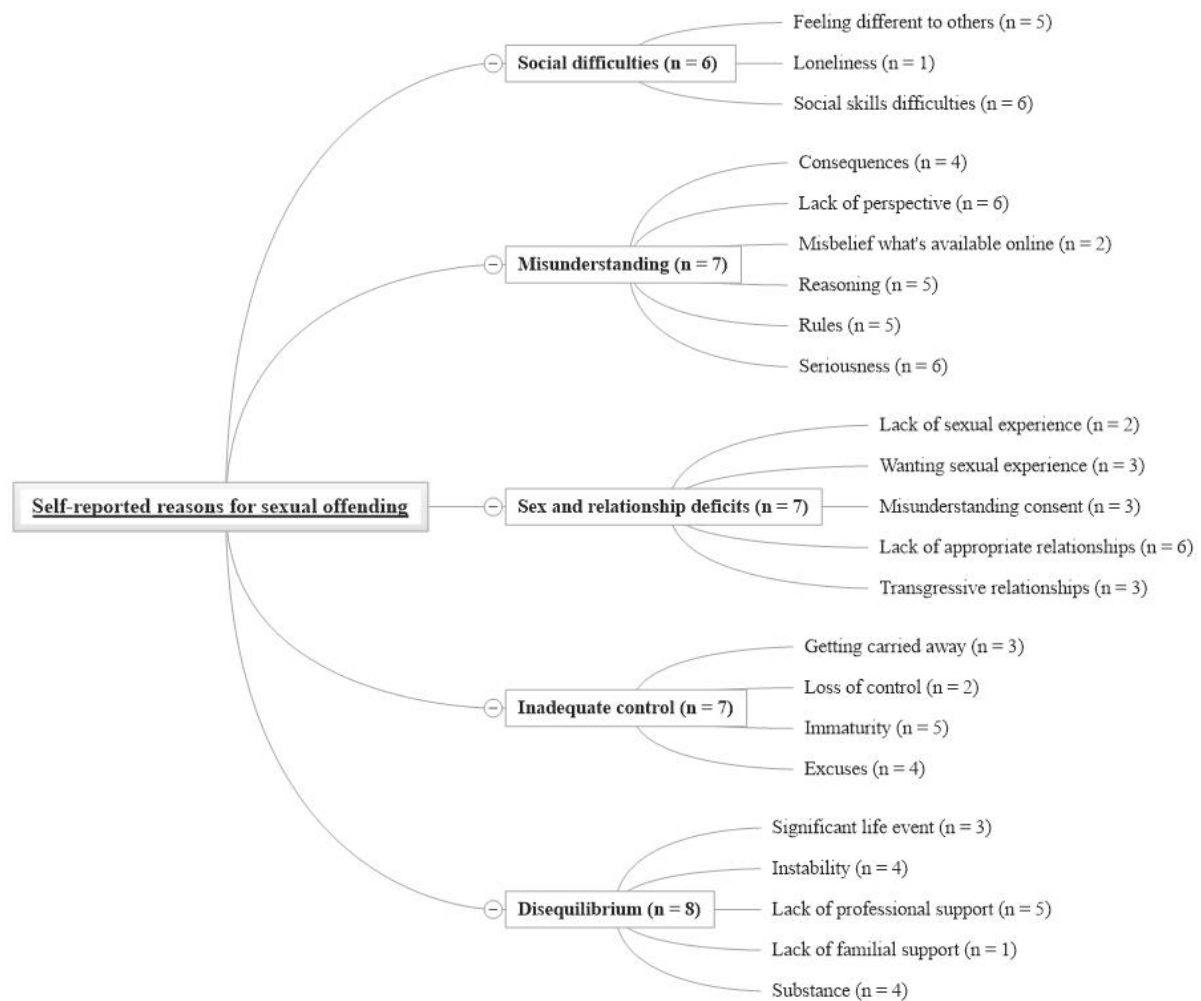 Self-reported reasons for sexual offending
Social difficulties (n = 6)
Feeling different to others (n = 5)
Loneliness (n = 1)
Social skills difficulties (n = 6)
Misunderstanding (n = 7)
Consequences (n = 4)
Lack of perspective (n = 6)
Misbelief what's available online (n = 2)
Reasoning (n = 5)
Rules (n = 5)
Seriousness (n = 6)
Sex and relationship deficits (n = 7)
Lack of sexual experience (n = 2)
Wanting sexual experience (n = 3)
Misunderstanding consent (n = 3)
Lack of appropriate relationships (n = 6)
Transgressive relationships (n = 3)
Inadequate control (n = 7)
Getting carried away (n = 3)
Loss of control (n = 2)
Immaturity (n = 5)
Excuses (n = 4)
Disequilibrium (n = 8)
Significant life event (n = 3)
Instability (n = 4)
Lack of professional support (n = 5)
Lack of familial support (n = 1)
Substance (n = 4)